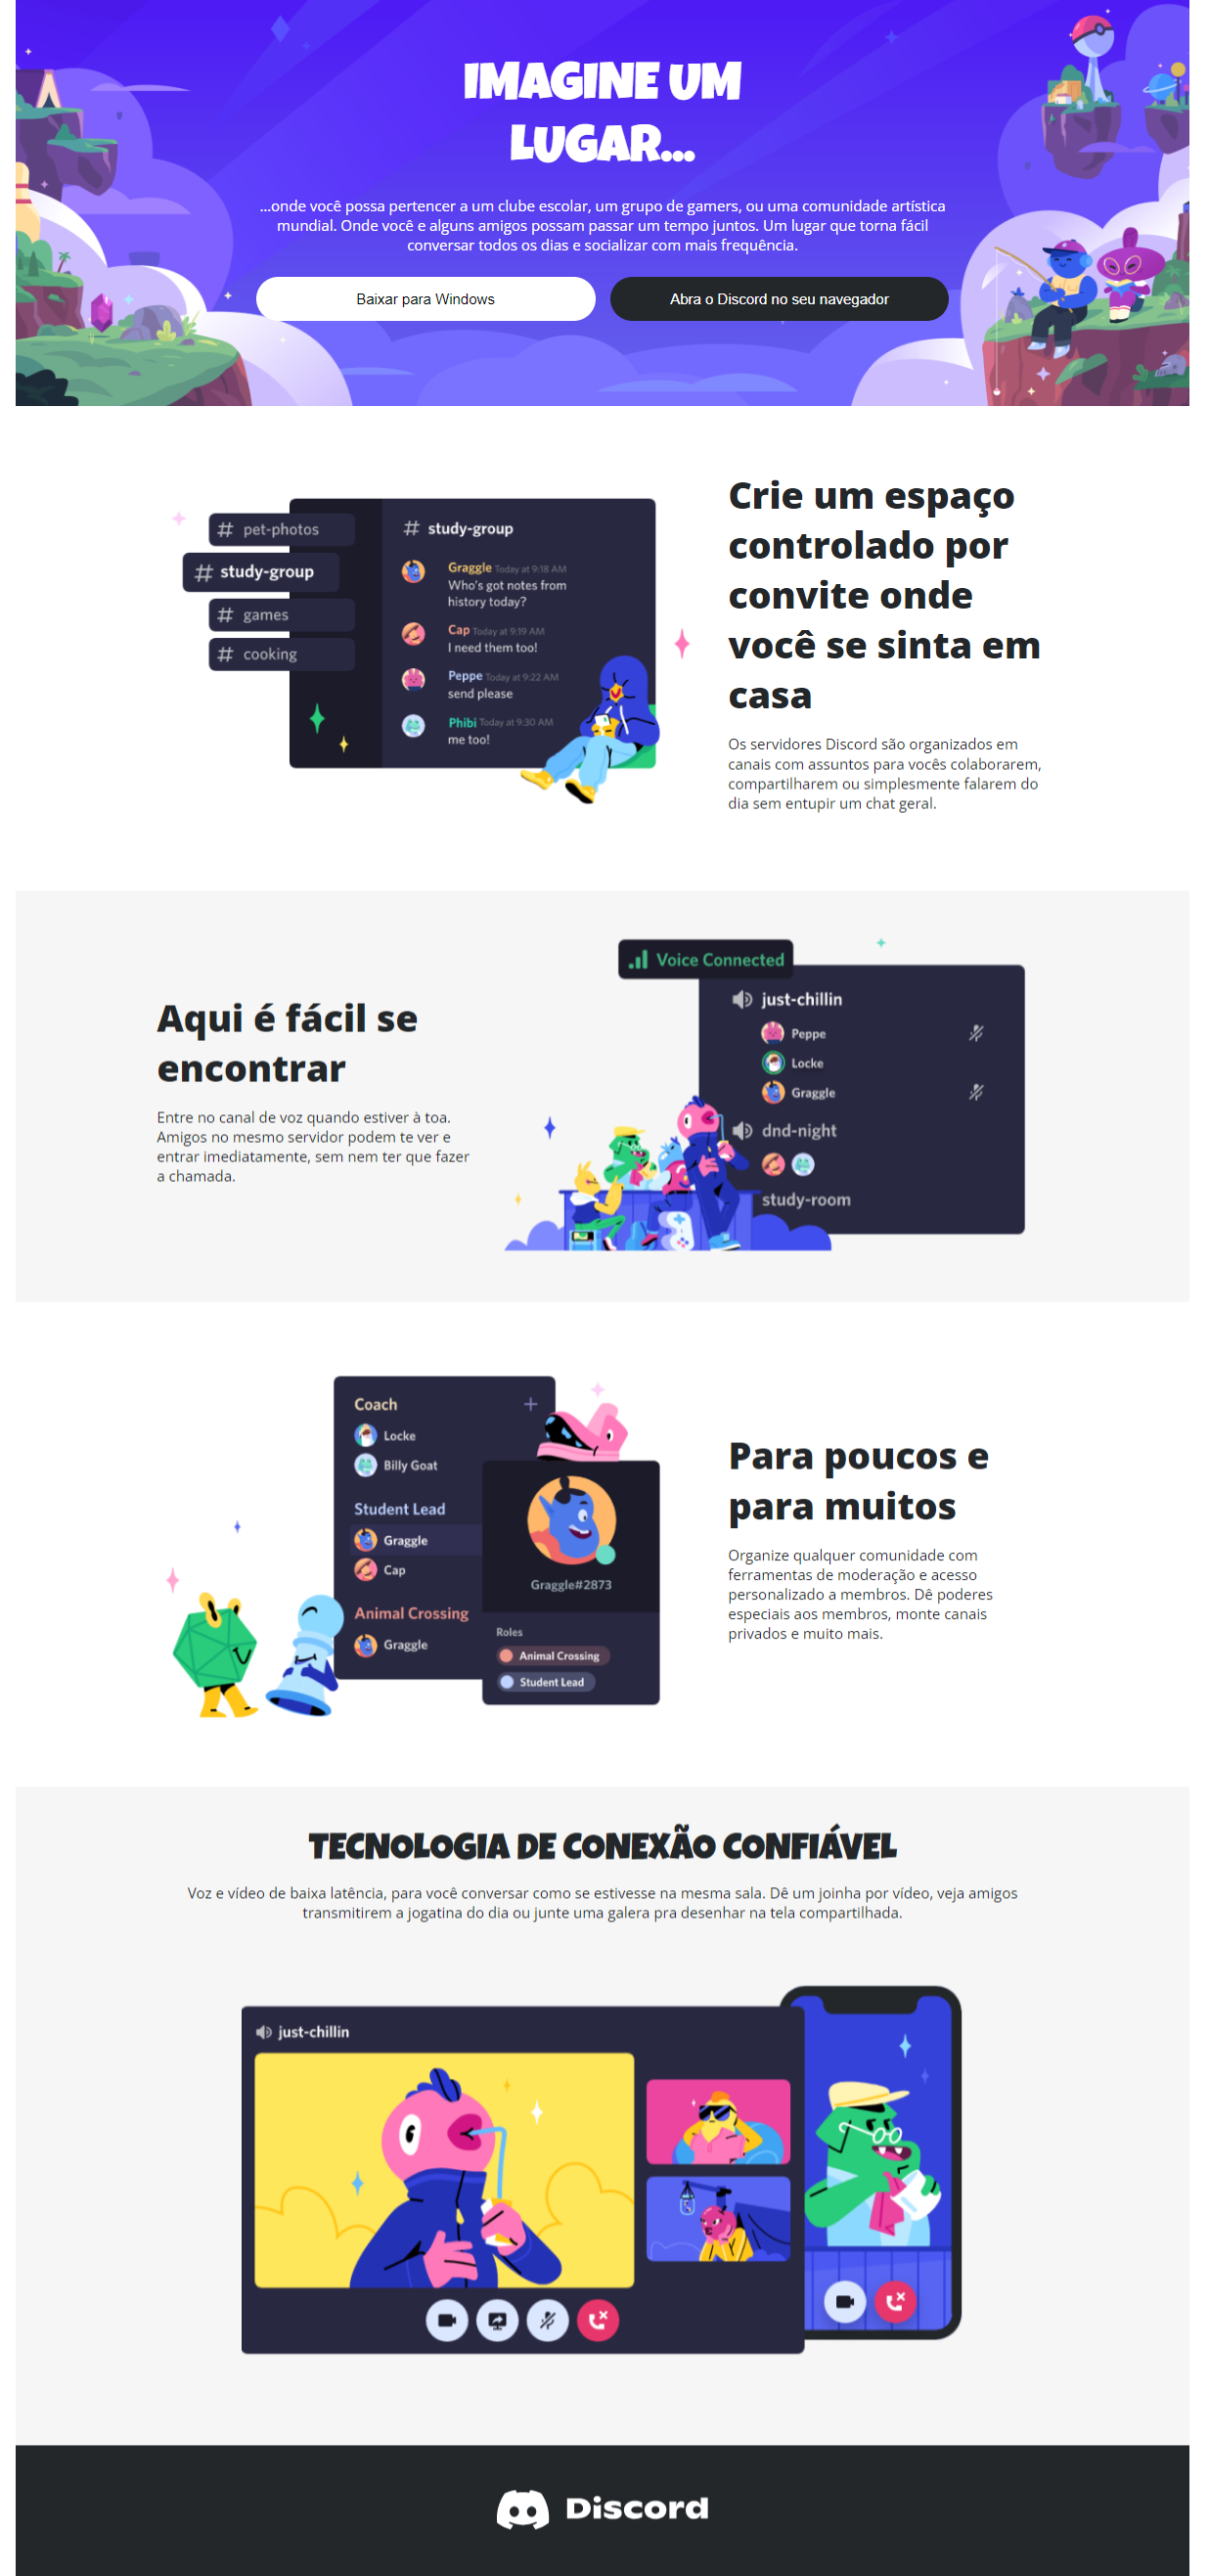 IMAGINE UM
LUGAR...
...onde você possa pertencer a um clube escolar, um grupo de gamers, ou uma comunidade artística
mundial. Onde você e alguns amigos possam passar um tempo juntos. Um lugar que torna fácil
conversar todos os dias e socializar com mais frequência.
Baixar para Windows
Abra o Discord no seu navegador
# pet-photos
# study-group
# games
# cooking
# study-group
Graggle Today at 9:18 AM
Who's got notes from
history today?
Cap Today at 9:19 AM
I need them too!
Peppe Today at 9:22 AM
send please
Phibi Today at 9:30 AM
me too!
Crie um espaço
controlado por
convite onde
você se sinta em
casa
Os servidores Discord são organizados em
canais com assuntos para vocês colaborarem,
compartilharem ou simplesmente falarem do
dia sem entupir um chat geral.
Aqui é fácil se
encontrar
Entre no canal de voz quando estiver à toa.
Amigos no mesmo servidor podem te ver e
entrar imediatamente, sem nem ter que fazer
a chamada.
Voice Connected
just-chillin
Peppe
Locke
Graggle
dnd-night
study-room
Coach
Locke
Billy Goat
Student Lead
Graggle
Cap
Animal Crossing
Graggle
Graggle#2873
Roles
Animal Crossing
Student Lead
Para poucos e
para muitos
Organize qualquer comunidade com
ferramentas de moderação e acesso
personalizado a membros. Dê poderes
especiais aos membros, monte canais
privados e muito mais.
TECNOLOGIA DE CONEXÃO CONFIÁVEL
Voz e vídeo de baixa latência, para você conversar como se estivesse na mesma sala. Dê um joinha por vídeo, veja amigos
transmitirem a jogatina do dia ou junte uma galera pra desenhar na tela compartilhada.
just-chillin
Discord